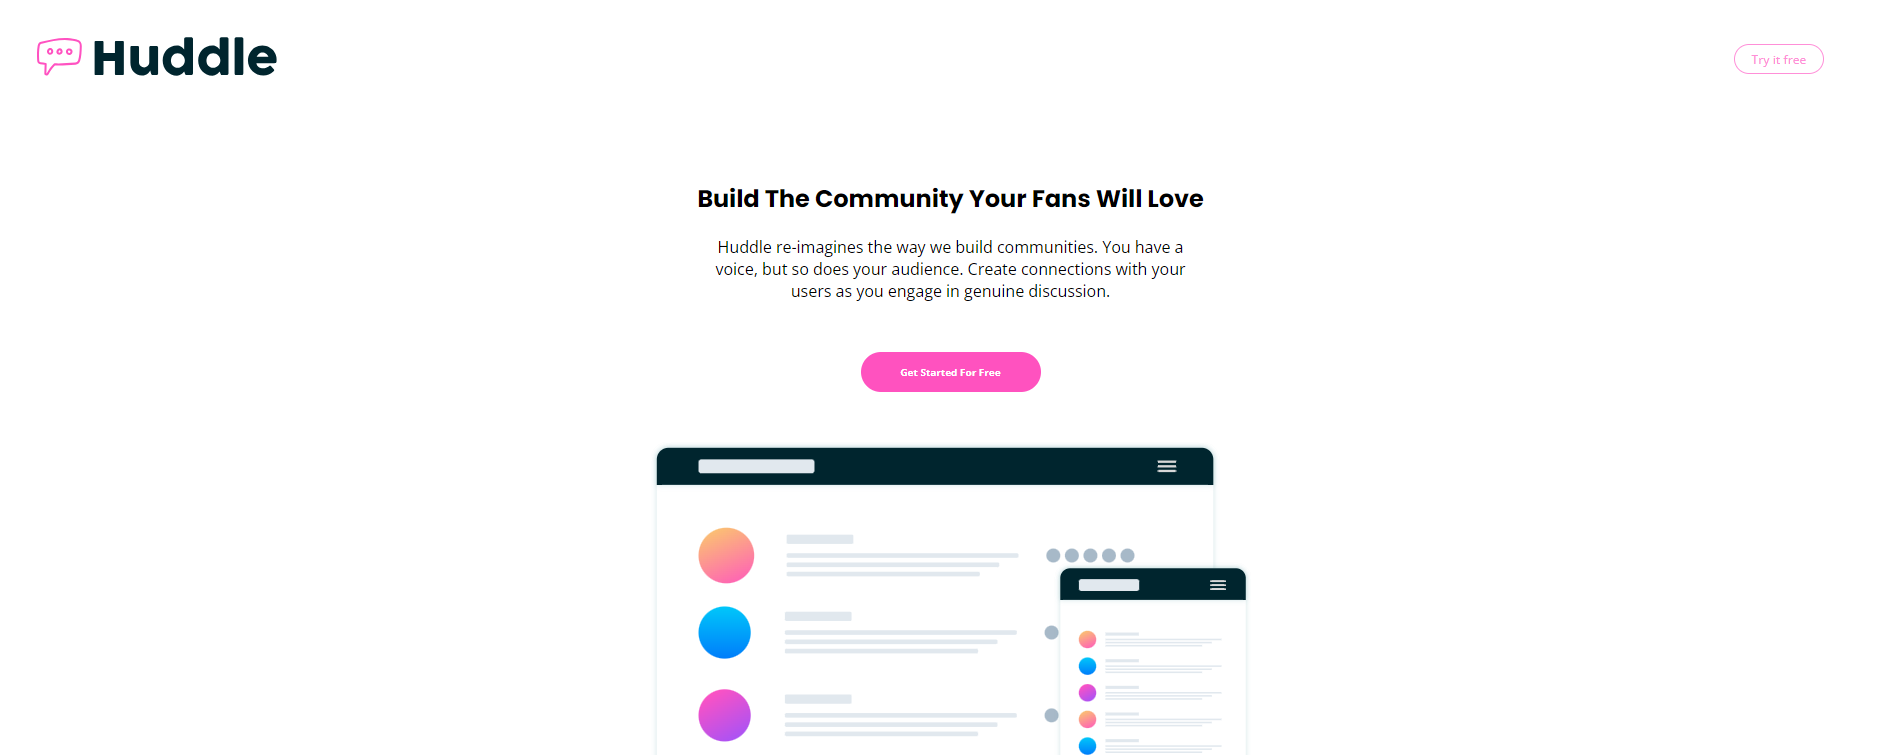 Huddle
Try it free
Build The Community Your Fans Will Love
Huddle re-imagines the way we build communities. You have a
voice, but so does your audience. Create connections with your
users as you engage in genuine discussion.
Get Started For Free